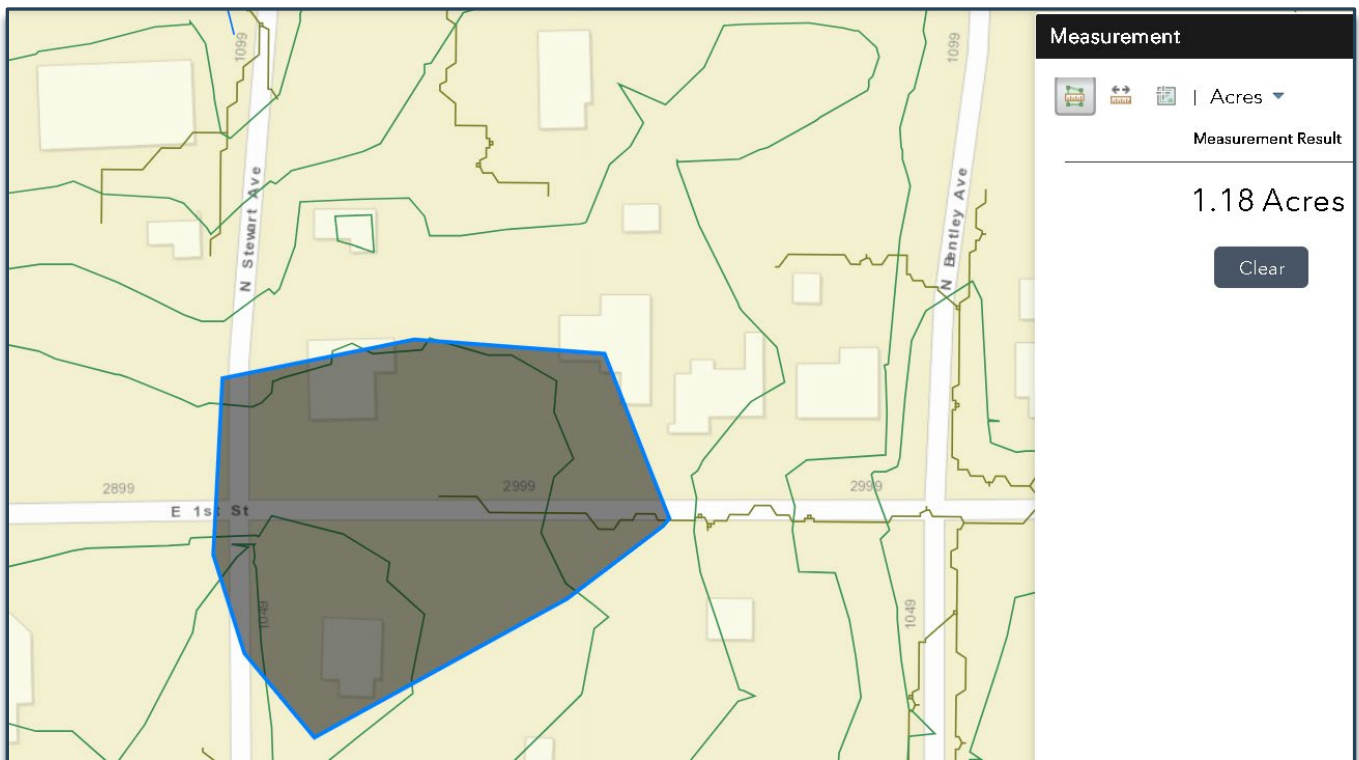 1099
1099
N Stewart Ave
N Bentley Ave
2899
2999
2999
E 1st St
1049
1049
Measurement
| Acres
Measurement Result
1.18 Acres
Clear